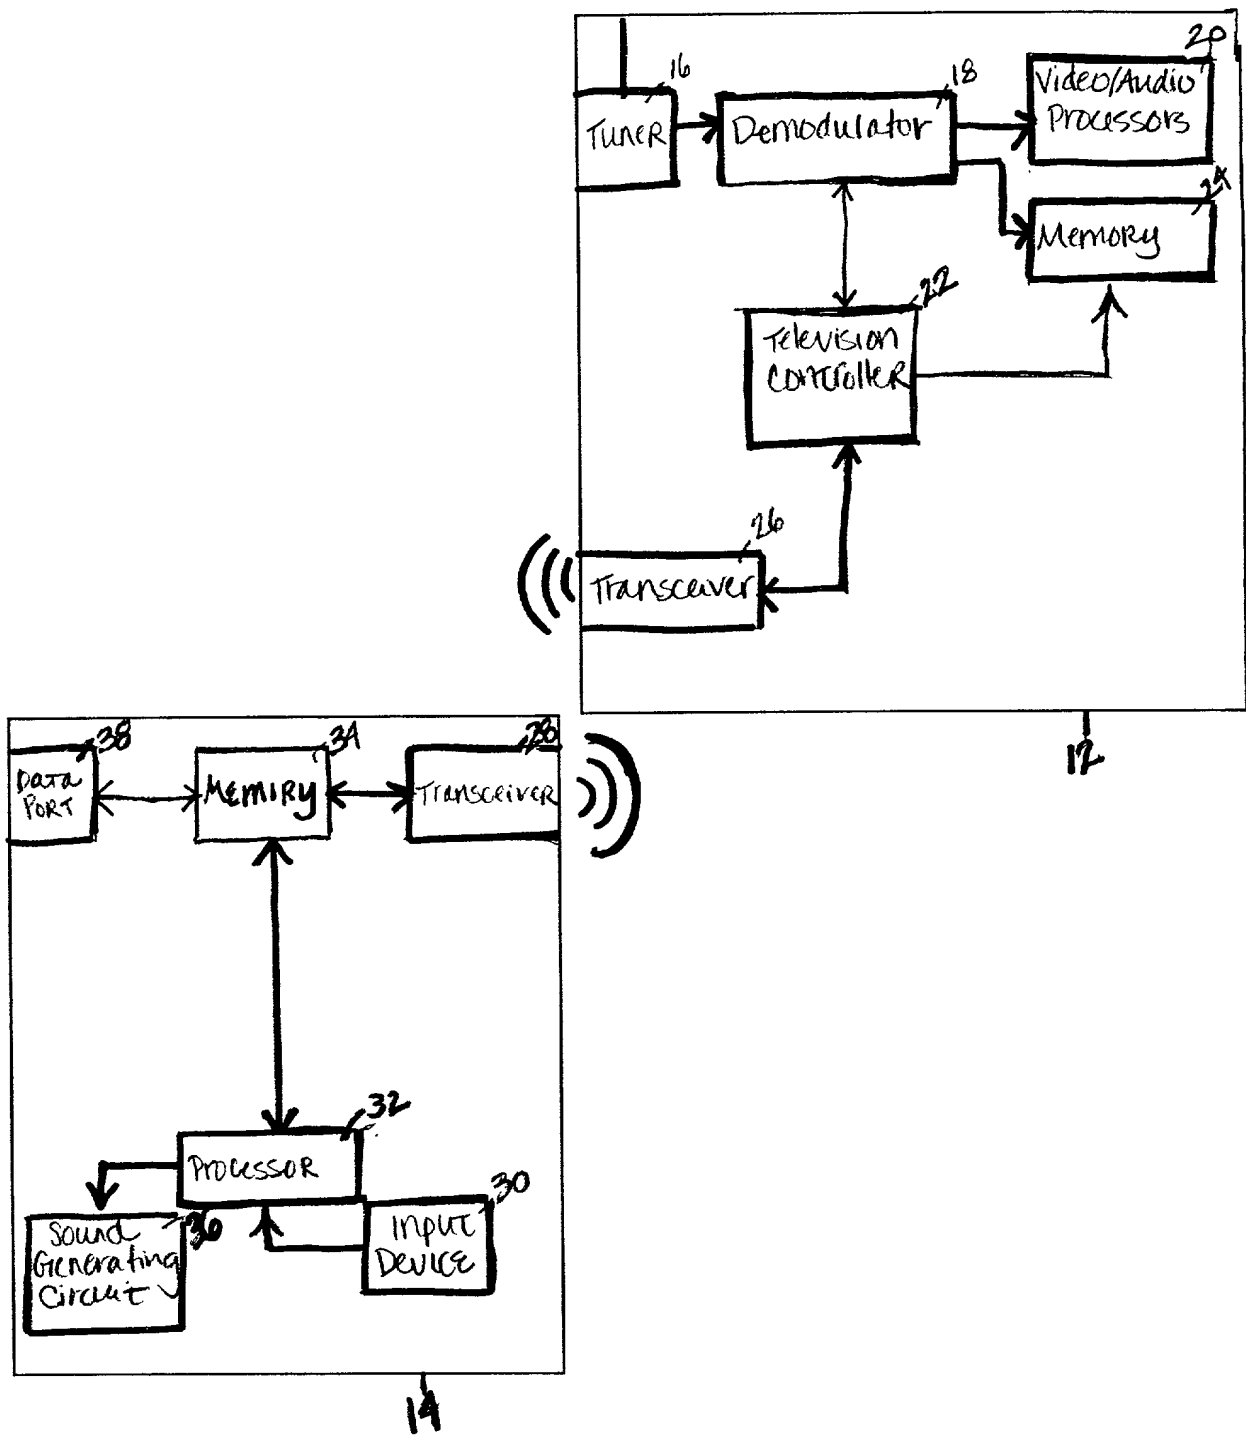 20
16
18
Video/Audio
Processors
TUNER
Demodulator
24
Memory
22
Television
Controller
26
Transceiver
12
38
34
28
Data
Port
MEMIRY
Transceiver
32
Processor
30
36
Input
Device
Sound
Generating
Circuit
14